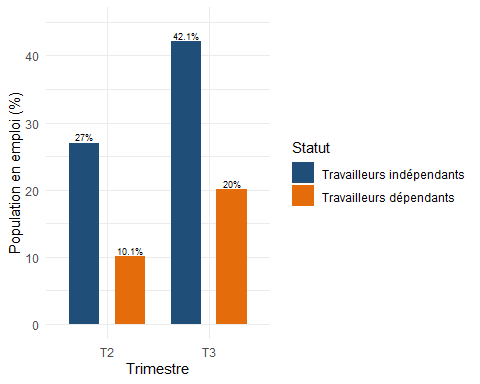 42.1%
40
Population en emploi (%)
30
27%
20
20%
10
10.1%
0
T2
T3
Trimestre
Statut
Travailleurs indépendants
Travailleurs dépendants